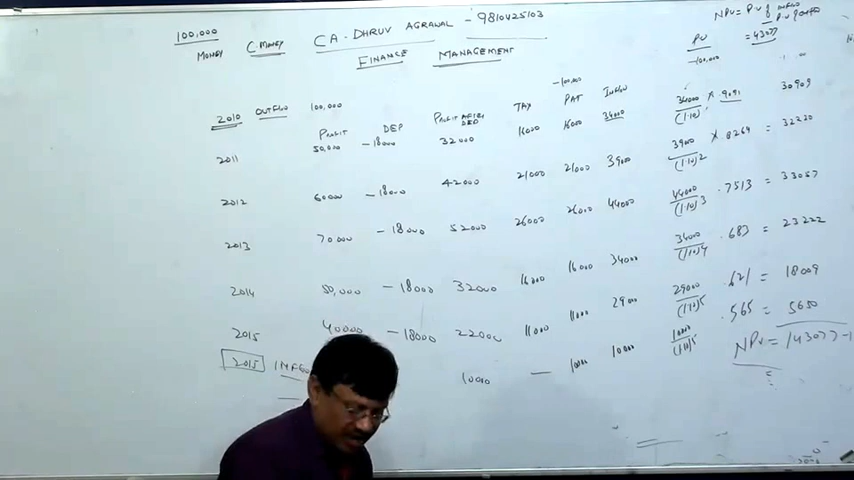 100,000 CA. DHRUV AGRAWAL - 9810425103 NPV = P.V of inflow
MONEY C.MONEY P.V of outflow
FINANCE MANAGEMENT PV = 43077
-100,000 -100,000
2010 OUTFLOW 100,000
PROFIT DEP PROFIT AFTER DEP TAX PAT INFLOW
2011 50,000 -18000 32000 16000 16000 34000 34000/(1.10)1 × .9091 30909
2012 60000 -18000 42000 21000 21000 39000 39000/(1.10)2 × 8264 = 32230
2013 70000 -18000 52000 26000 26000 44000 44000/(1.10)3 .7513 = 33057
2014 50,000 -18000 32000 16000 16000 34000 34000/(1.10)4 .683 = 23222
2015 40000 -18000 22000 11000 11000 29000 29000/(1.10)5 .621 = 18009
2015 10000 — 10000 10000 10000/(1.10)5 .565 = 5650
NPV = 143077-1